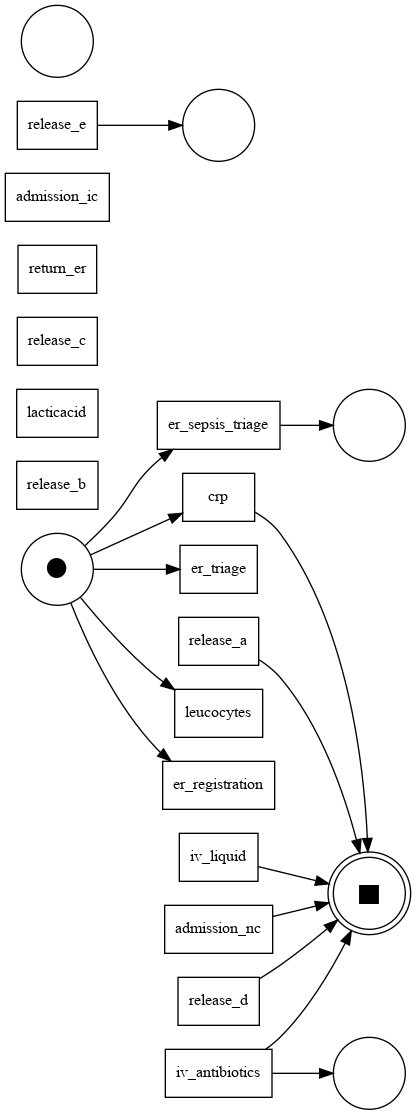 release_e
admission_ic
return_er
release_c
lacticacid
er_sepsis_triage
release_b
crp
er_triage
release_a
leucocytes
er_registration
iv_liquid
admission_nc
release_d
iv_antibiotics